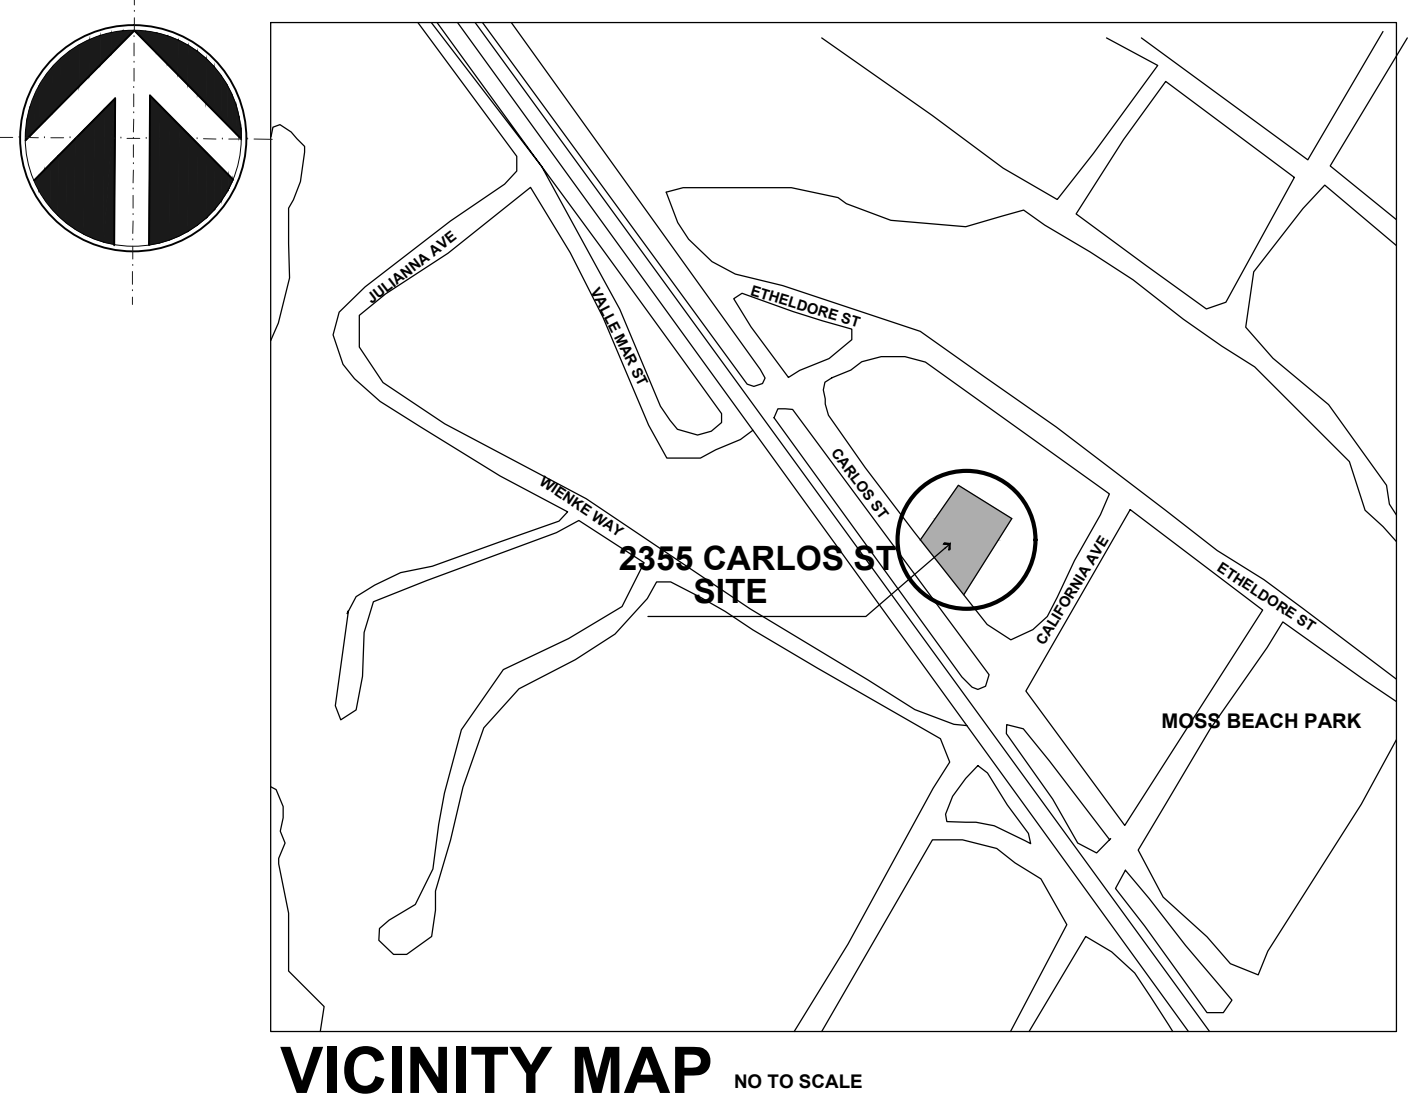 JULIANNA AVE
VALLE MAR ST
ETHELDORE ST
CARLOS ST
WIENKE WAY
2355 CARLOS ST
SITE
CALIFORNIA AVE
ETHELDORE ST
MOSS BEACH PARK
VICINITY MAP
NO TO SCALE